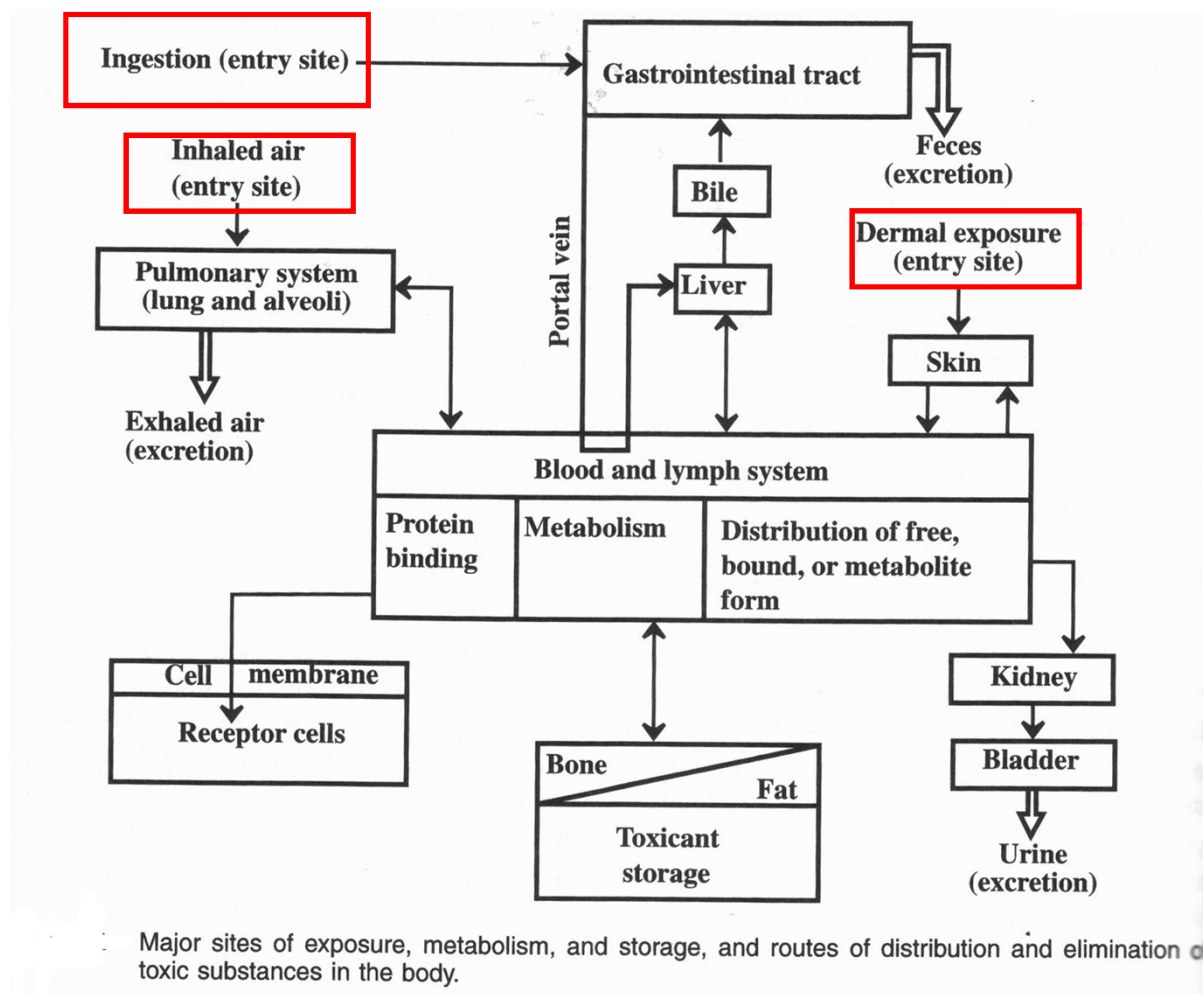 Ingestion (entry site)
Gastrointestinal tract
Feces
(excretion)
Inhaled air
(entry site)
Bile
Dermal exposure
(entry site)
Portal vein
Pulmonary system
(lung and alveoli)
Liver
Skin
Exhaled air
(excretion)
Blood and lymph system
Protein
binding
Metabolism
Distribution of free,
bound, or metabolite
form
Cell membrane
Receptor cells
Kidney
Bladder
Bone
Fat
Toxicant
storage
Urine
(excretion)
Major sites of exposure, metabolism, and storage, and routes of distribution and elimination
toxic substances in the body.